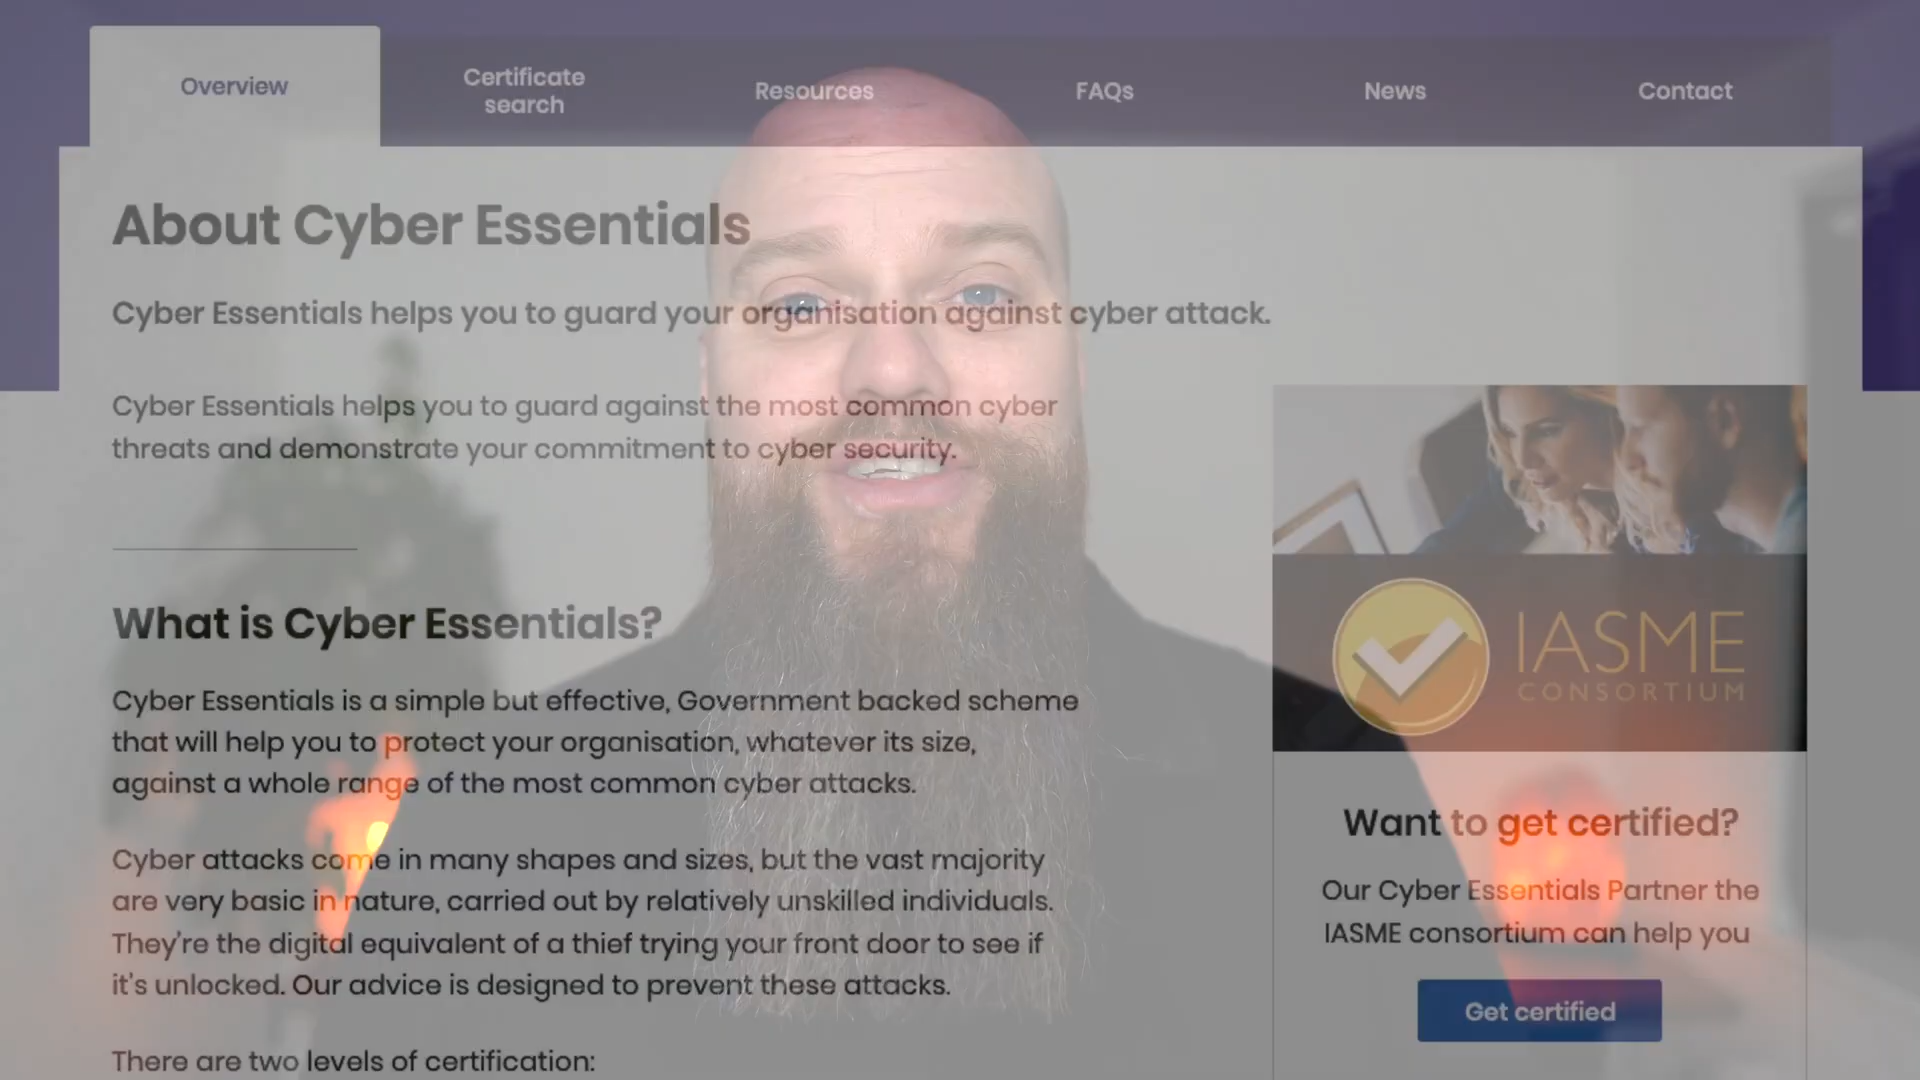 Overview
Certificate
search
Resources
FAQs
News
Contact
About Cyber Essentials
Cyber Essentials helps you to guard your organisation against cyber attack.
Cyber Essentials helps you to guard against the most common cyber
threats and demonstrate your commitment to cyber security.
What is Cyber Essentials?
Cyber Essentials is a simple but effective, Government backed scheme
that will help you to protect your organisation, whatever its size,
against a whole range of the most common cyber attacks.
Cyber attacks come in many shapes and sizes, but the vast majority
are very basic in nature, carried out by relatively unskilled individuals.
They're the digital equivalent of a thief trying your front door to see if
it's unlocked. Our advice is designed to prevent these attacks.
There are two levels of certification:
IASME
CONSORTIUM
Want to get certified?
Our Cyber Essentials Partner the
IASME consortium can help you
Get certified